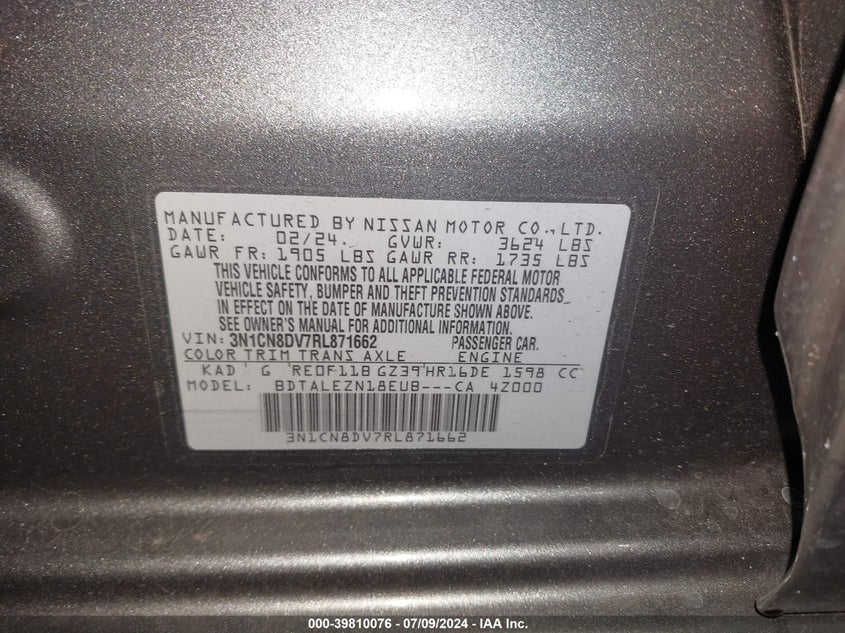 MANUFACTURED BY NISSAN MOTOR CO.,LTD.
DATE: 02/24. GVWR: 3624 LBS
GAWR FR: 1905 LBS GAWR RR: 1735 LBS
THIS VEHICLE CONFORMS TO ALL APPLICABLE FEDERAL MOTOR
VEHICLE SAFETY, BUMPER AND THEFT PREVENTION STANDARDS
IN EFFECT ON THE DATE OF MANUFACTURE SHOWN ABOVE.
SEE OWNER'S MANUAL FOR ADDITIONAL INFORMATION.
VIN: 3N1CN8DV7RL871662 PASSENGER CAR.
COLOR TRIM TRANS AXLE ENGINE
KAD G RE0F11B GZ39 HR16DE 1598 CC
MODEL: BDTALEZN18EUB---CA 4Z000
3N1CN8DV7RL871662
000-39810076 / 07/09/2024 - IAA Inc.